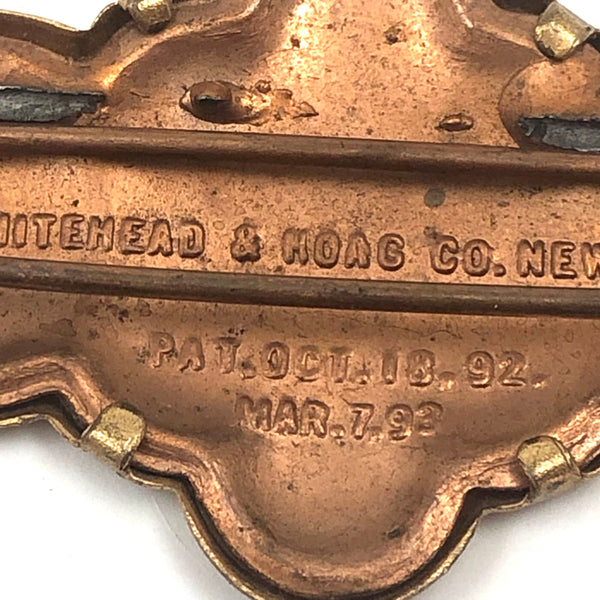 HITEHEAD & HOAG CO. NEW
PAT. OCT. 18. 92.
MAR. 7. 93